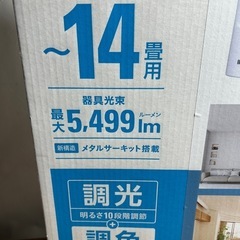 ~14畳用
器具光束
最大5,499lm
ルーメン
新構造 メタルサーキット搭載
調光
明るさ10段階調節
+
調色